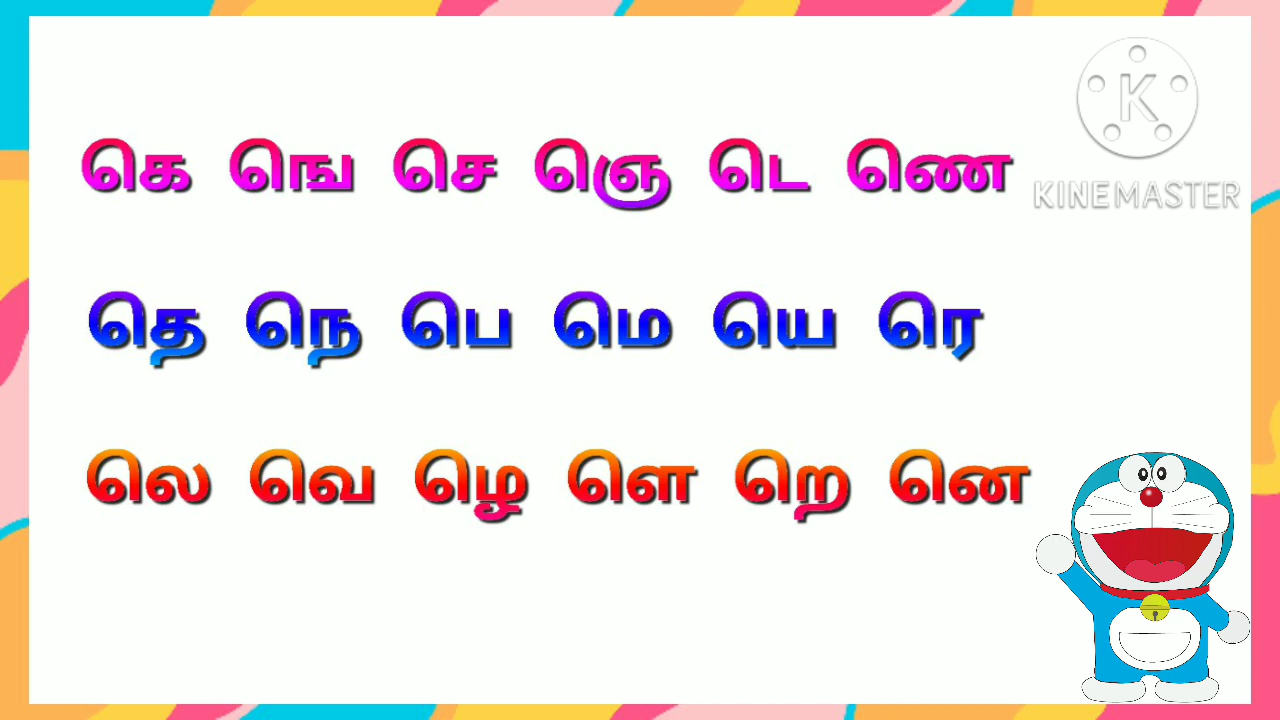 கெ ஙெ செ ஞெ டெ ணெ
K
KINEMASTER
தெ நெ பெ மெ யெ ரெ
லெ வெ ழெ ளெ றெ னெ